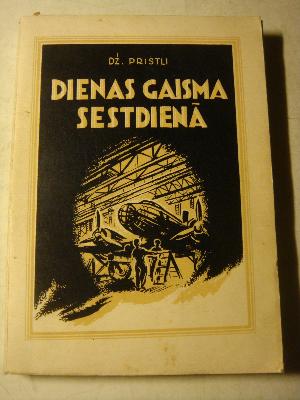 DŽ. PRISTLI
DIENAS GAISMA
SESTDIENĀ